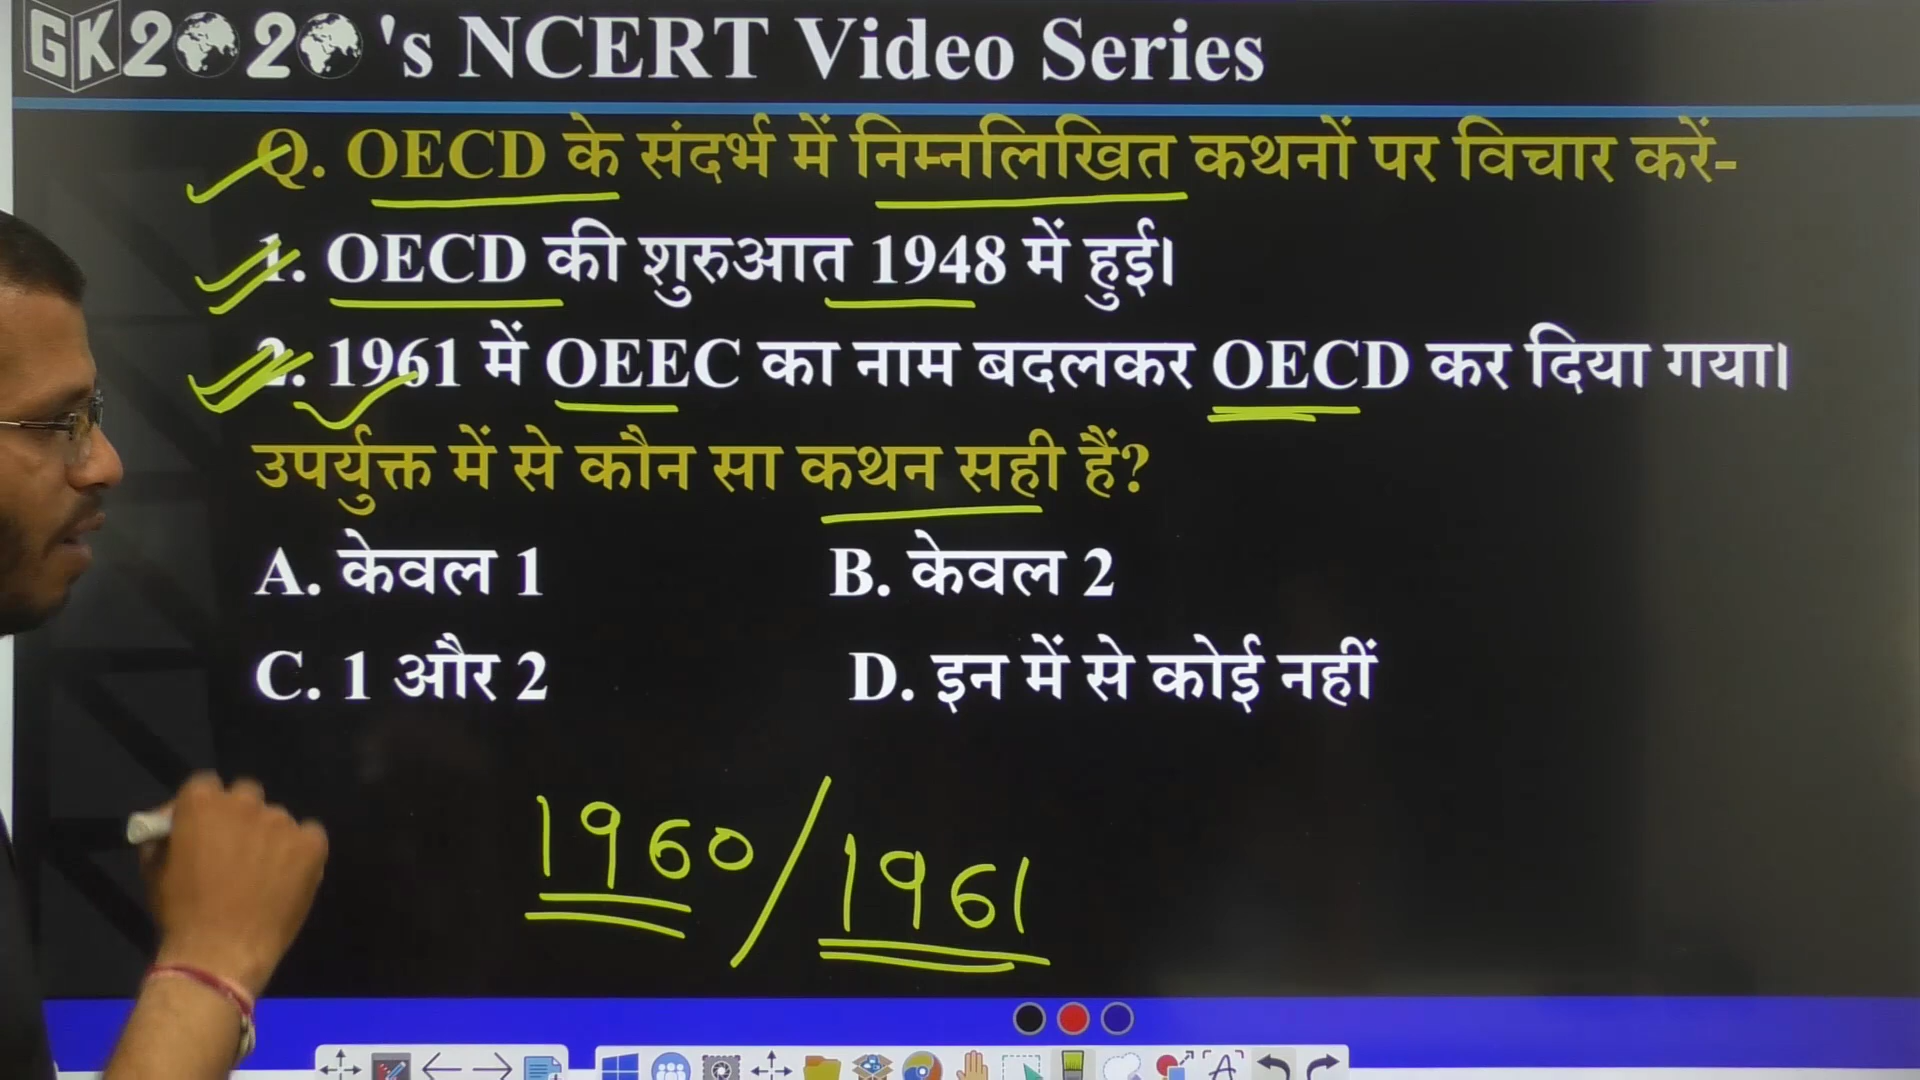 GK2020's NCERT Video Series
Q. OECD के संदर्भ में निम्नलिखित कथनों पर विचार करें-
1. OECD की शुरुआत 1948 में हुई।
2. 1961 में OEEC का नाम बदलकर OECD कर दिया गया।
उपर्युक्त में से कौन सा कथन सही हैं?
A. केवल 1 B. केवल 2
C. 1 और 2 D. इन में से कोई नहीं
1960/1961